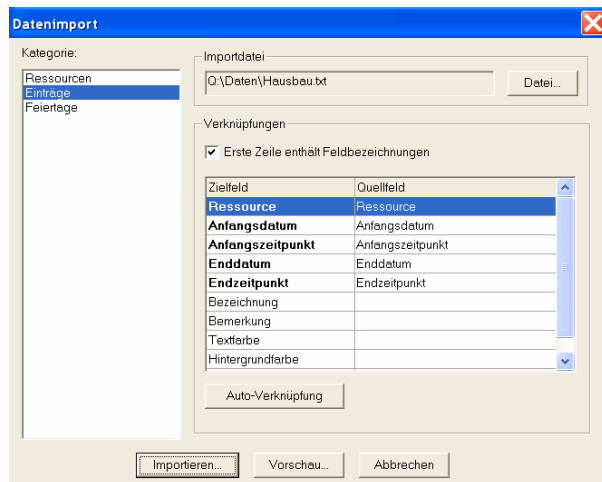 Datenimport
Kategorie:
Ressourcen
Einträge
Feiertage
Importdatei
Q:\Daten\Hausbau.txt
Datei...
Verknüpfungen
Erste Zeile enthält Feldbezeichnungen
Zielfeld Quellfeld
Ressource Ressource
Anfangsdatum Anfangsdatum
Anfangszeitpunkt Anfangszeitpunkt
Enddatum Enddatum
Endzeitpunkt Endzeitpunkt
Bezeichnung
Bemerkung
Textfarbe
Hintergrundfarbe
Auto-Verknüpfung
Importieren... Vorschau... Abbrechen